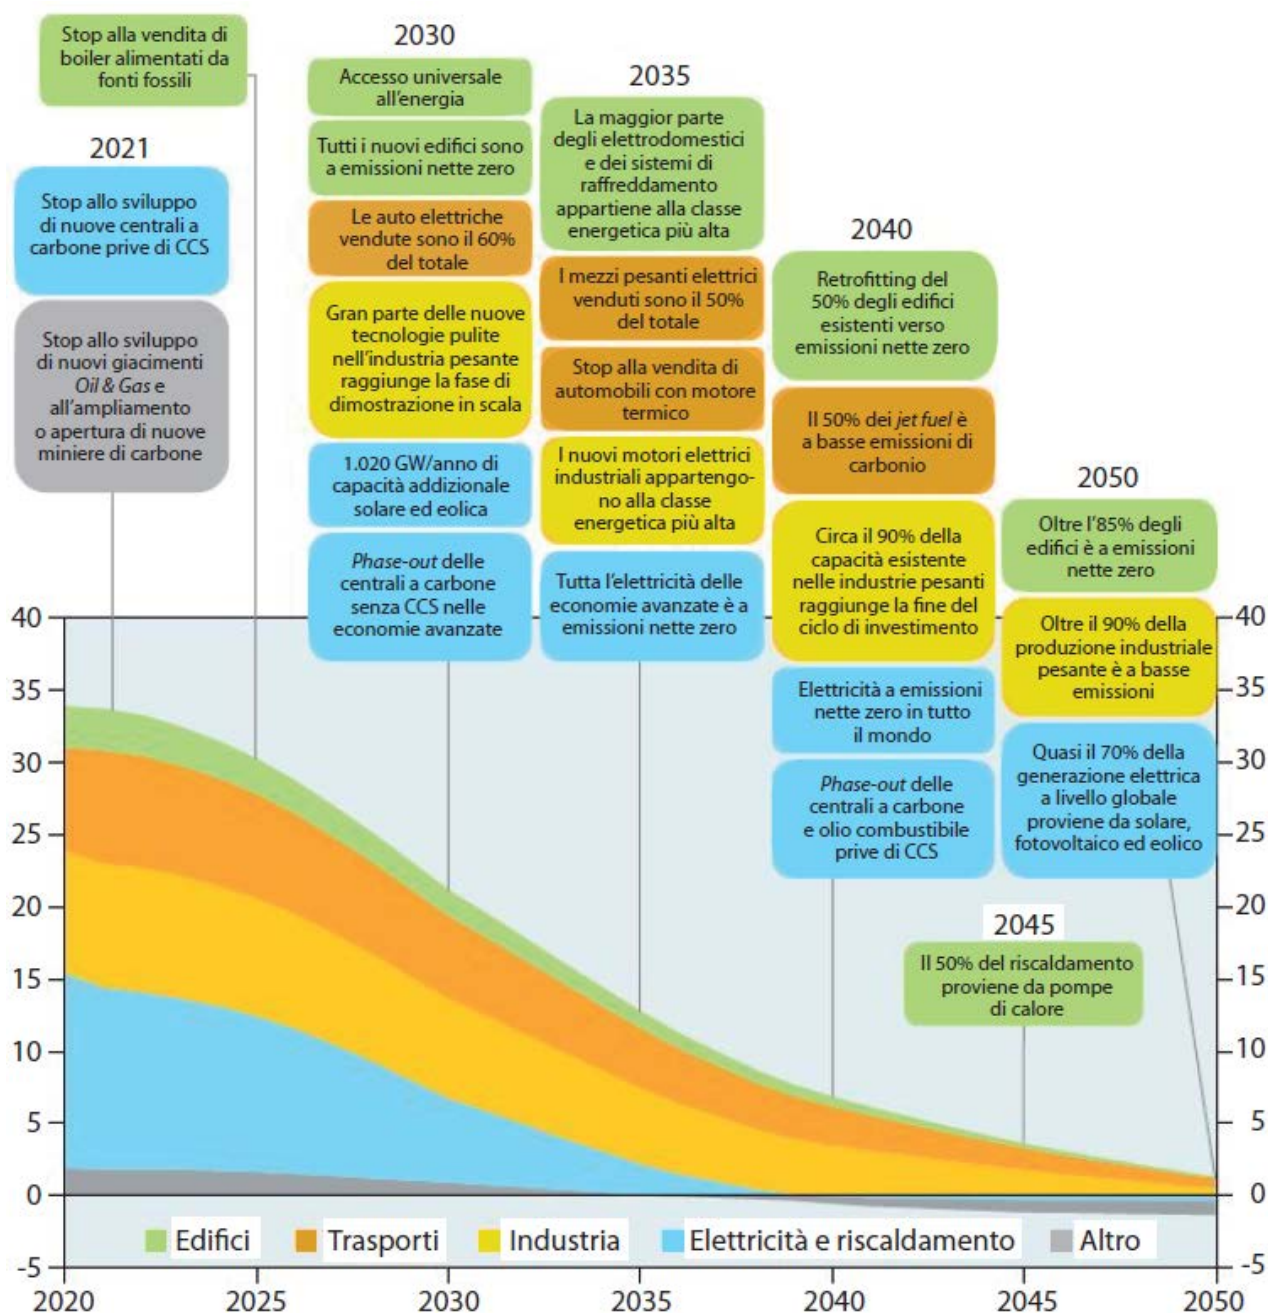 Stop alla vendita di
boiler alimentati da
fonti fossili
2021
Stop allo sviluppo
di nuove centrali a
carbone prive di CCS
Stop allo sviluppo
di nuovi giacimenti
Oil & Gas e
all'ampliamento
o apertura di nuove
miniere di carbone
2030
Accesso universale
all'energia
Tutti i nuovi edifici sono
a emissioni nette zero
Le auto elettriche
vendute sono il 60%
del totale
Gran parte delle nuove
tecnologie pulite
nell'industria pesante
raggiunge la fase di
dimostrazione in scala
1.020 GW/anno di
capacità addizionale
solare ed eolica
Phase-out delle
centrali a carbone
senza CCS nelle
economie avanzate
2035
La maggior parte
degli elettrodomestici
e dei sistemi di
raffreddamento
appartiene alla classe
energetica più alta
I mezzi pesanti elettrici
venduti sono il 50%
del totale
Stop alla vendita di
automobili con motore
termico
I nuovi motori elettrici
industriali appartengo-
no alla classe
energetica più alta
Tutta l'elettricità delle
economie avanzate è a
emissioni nette zero
2040
Retrofitting del
50% degli edifici
esistenti verso
emissioni nette zero
Il 50% dei jet fuel è
a basse emissioni di
carbonio
Circa il 90% della
capacità esistente
nelle industrie pesanti
raggiunge la fine del
ciclo di investimento
Elettricità a emissioni
nette zero in tutto
il mondo
Phase-out delle
centrali a carbone
e olio combustibile
prive di CCS
2045
Il 50% del riscaldamento
proviene da pompe
di calore
2050
Oltre l'85% degli
edifici è a emissioni
nette zero
Oltre il 90% della
produzione industriale
pesante è a basse
emissioni
Quasi il 70% della
generazione elettrica
a livello globale
proviene da solare,
fotovoltaico ed eolico
40
35
30
25
20
15
10
5
0
-5
40
35
30
25
20
15
10
5
0
-5
Edifici
Trasporti
Industria
Elettricità e riscaldamento
Altro
2020
2025
2030
2035
2040
2045
2050